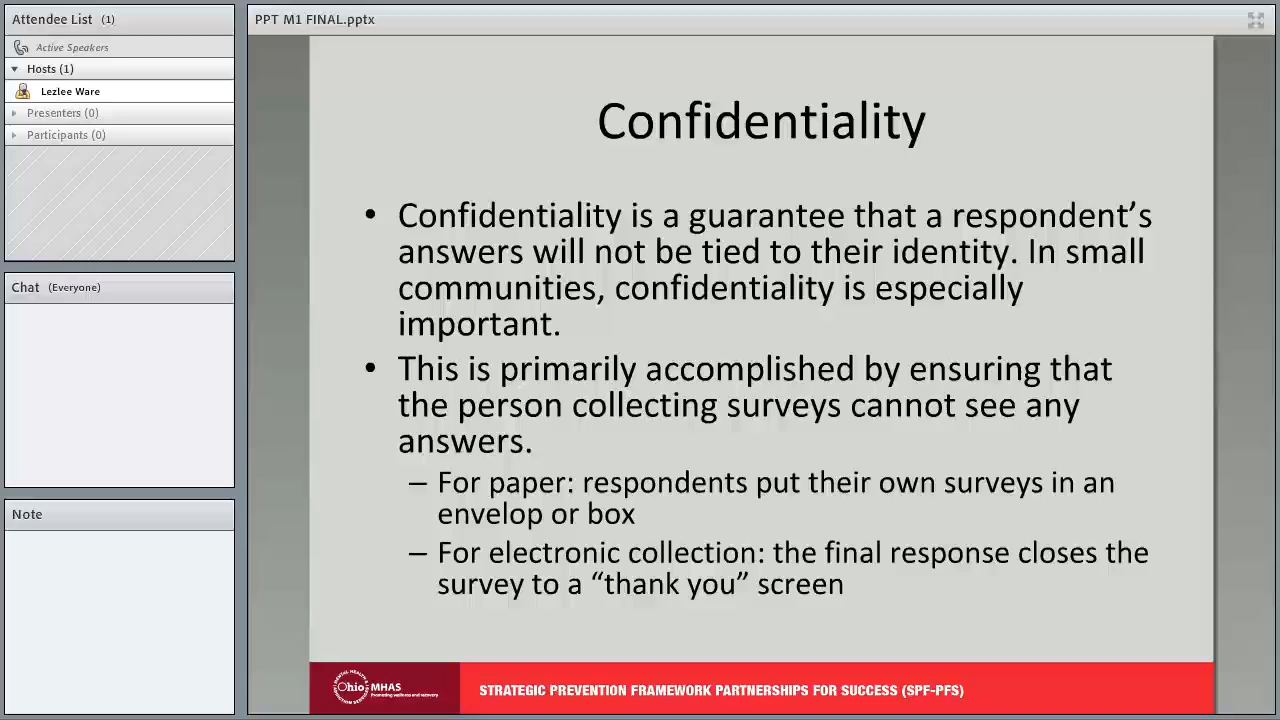 Attendee List (1)
Active Speakers
Hosts (1)
Lezlee Ware
Presenters (0)
Participants (0)
Chat (Everyone)
Note
PPT M1 FINAL.pptx
Confidentiality
• Confidentiality is a guarantee that a respondent’s
answers will not be tied to their identity. In small
communities, confidentiality is especially
important.
• This is primarily accomplished by ensuring that
the person collecting surveys cannot see any
answers.
– For paper: respondents put their own surveys in an
envelop or box
– For electronic collection: the final response closes the
survey to a “thank you” screen
Ohio MHAS
Promoting wellness and recovery
STRATEGIC PREVENTION FRAMEWORK PARTNERSHIPS FOR SUCCESS (SPF-PFS)